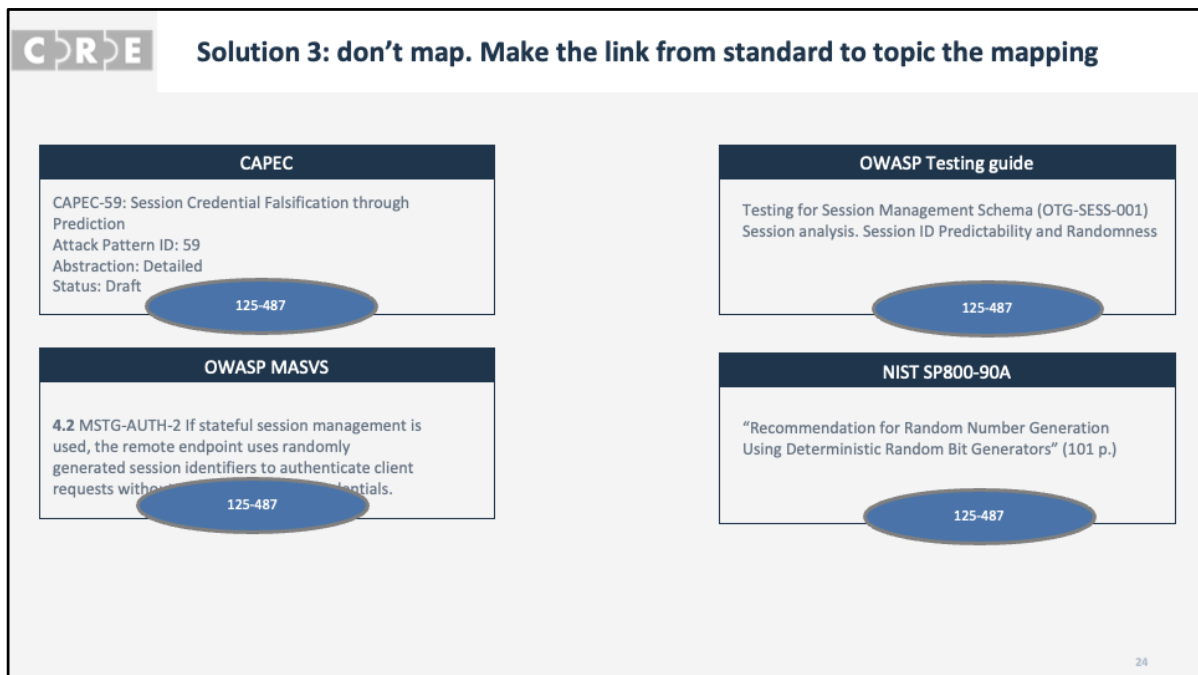 CRE
Solution 3: don't map. Make the link from standard to topic the mapping
CAPEC
CAPEC-59: Session Credential Falsification through
Prediction
Attack Pattern ID: 59
Abstraction: Detailed
Status: Draft
125-487
OWASP Testing guide
Testing for Session Management Schema (OTG-SESS-001)
Session analysis. Session ID Predictability and Randomness
125-487
OWASP MASVS
4.2 MSTG-AUTH-2 If stateful session management is
used, the remote endpoint uses randomly
generated session identifiers to authenticate client
requests
125-487
NIST SP800-90A
“Recommendation for Random Number Generation
Using Deterministic Random Bit Generators” (101 p.)
125-487
24